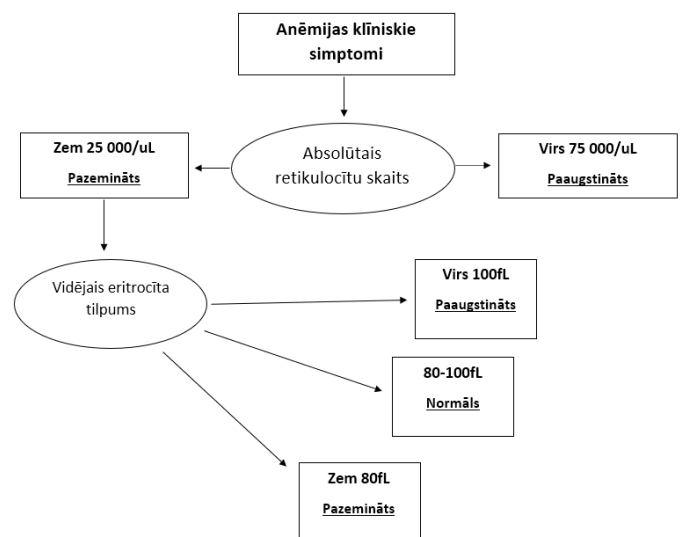 Anēmijas klīniskie
simptomi
Zem 25 000/uL
Pazemināts
Absolūtais
retikulocītu skaits
Virs 75 000/uL
Paaugstināts
Vidējais eritrocīta
tilpums
Virs 100fL
Paaugstināts
80-100fL
Normāls
Zem 80fL
Pazemināts